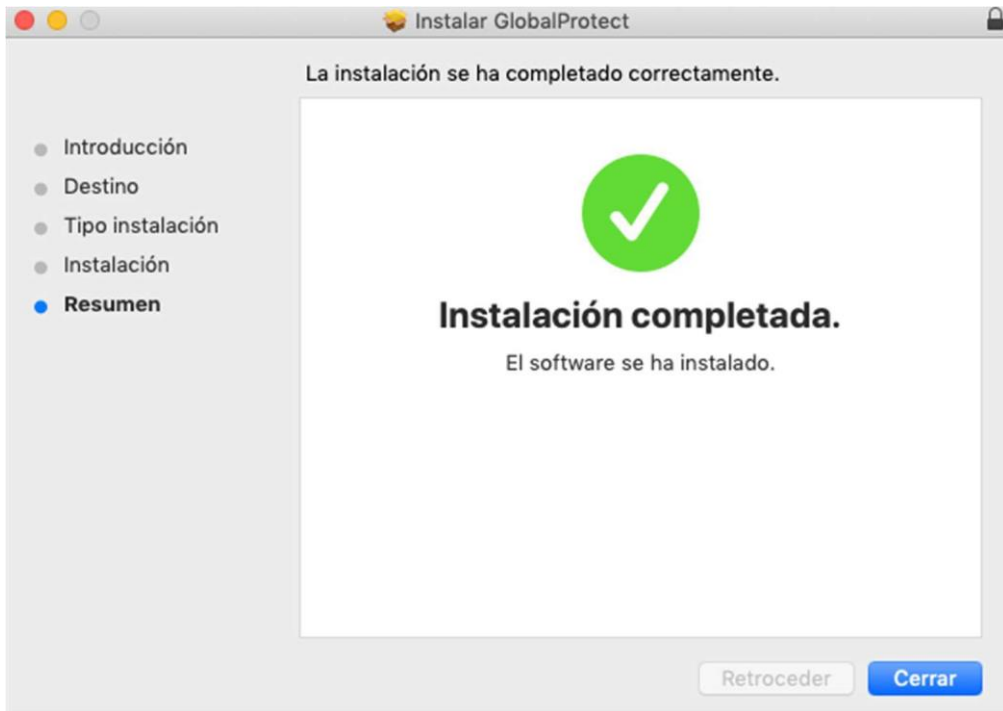 Instalar GlobalProtect
La instalación se ha completado correctamente.
Introducción
Destino
Tipo instalación
Instalación
Resumen
Instalación completada.
El software se ha instalado.
Retroceder
Cerrar